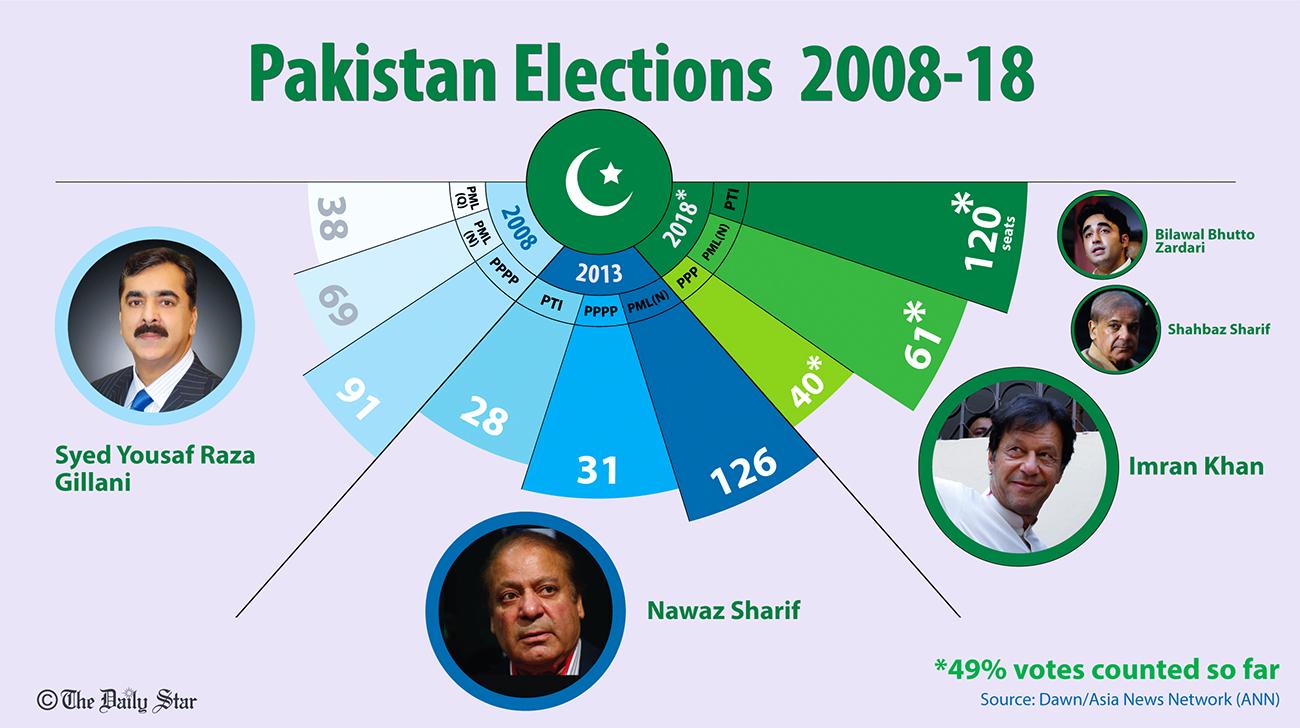 Pakistan Elections 2008-18
2008
PML
(Q)
38
PML
(N)
69
PPPP
91
2013
PTI
28
PPPP
31
PML(N)
126
2018*
PPP
40*
PML(N)
61*
PTI
120*
seats
Syed Yousaf Raza
Gillani
Nawaz Sharif
Bilawal Bhutto
Zardari
Shahbaz Sharif
Imran Khan
*49% votes counted so far
Source: Dawn/Asia News Network (ANN)
© The Daily Star